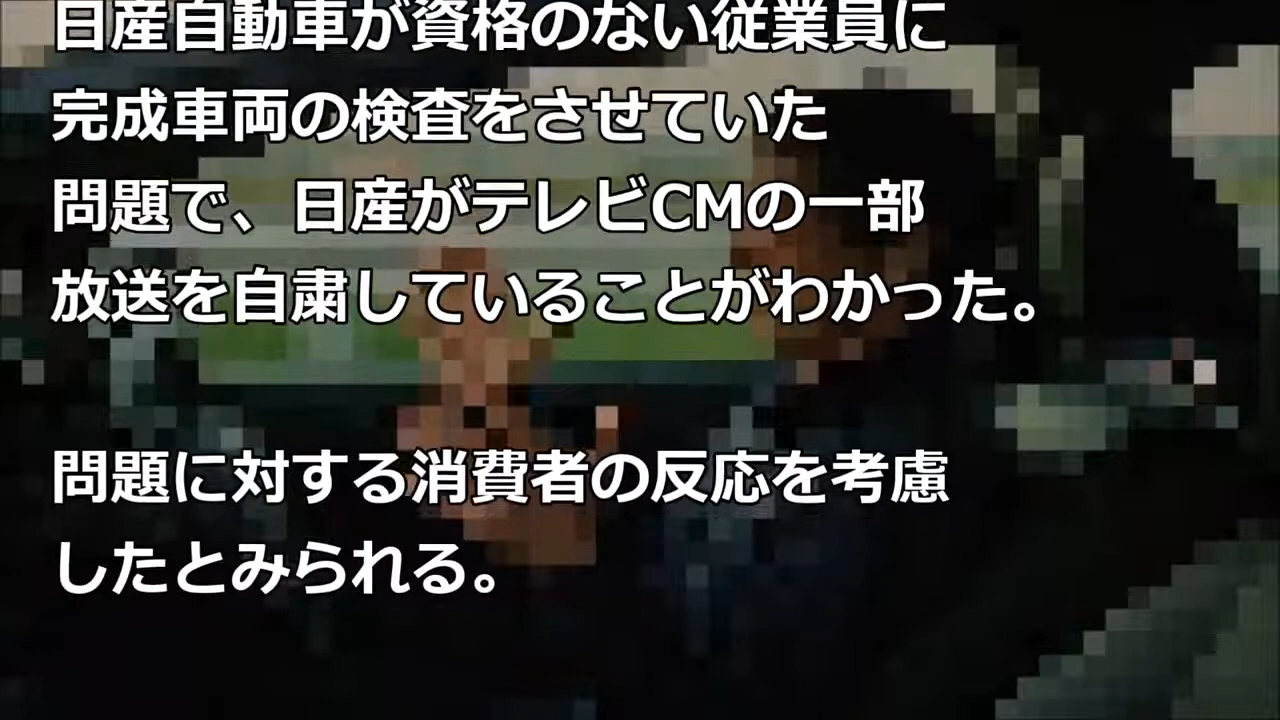 日産自動車が資格のない従業員に
完成車両の検査をさせていた
問題で、日産がテレビCMの一部
放送を自粛していることがわかった。
問題に対する消費者の反応を考慮
したとみられる。